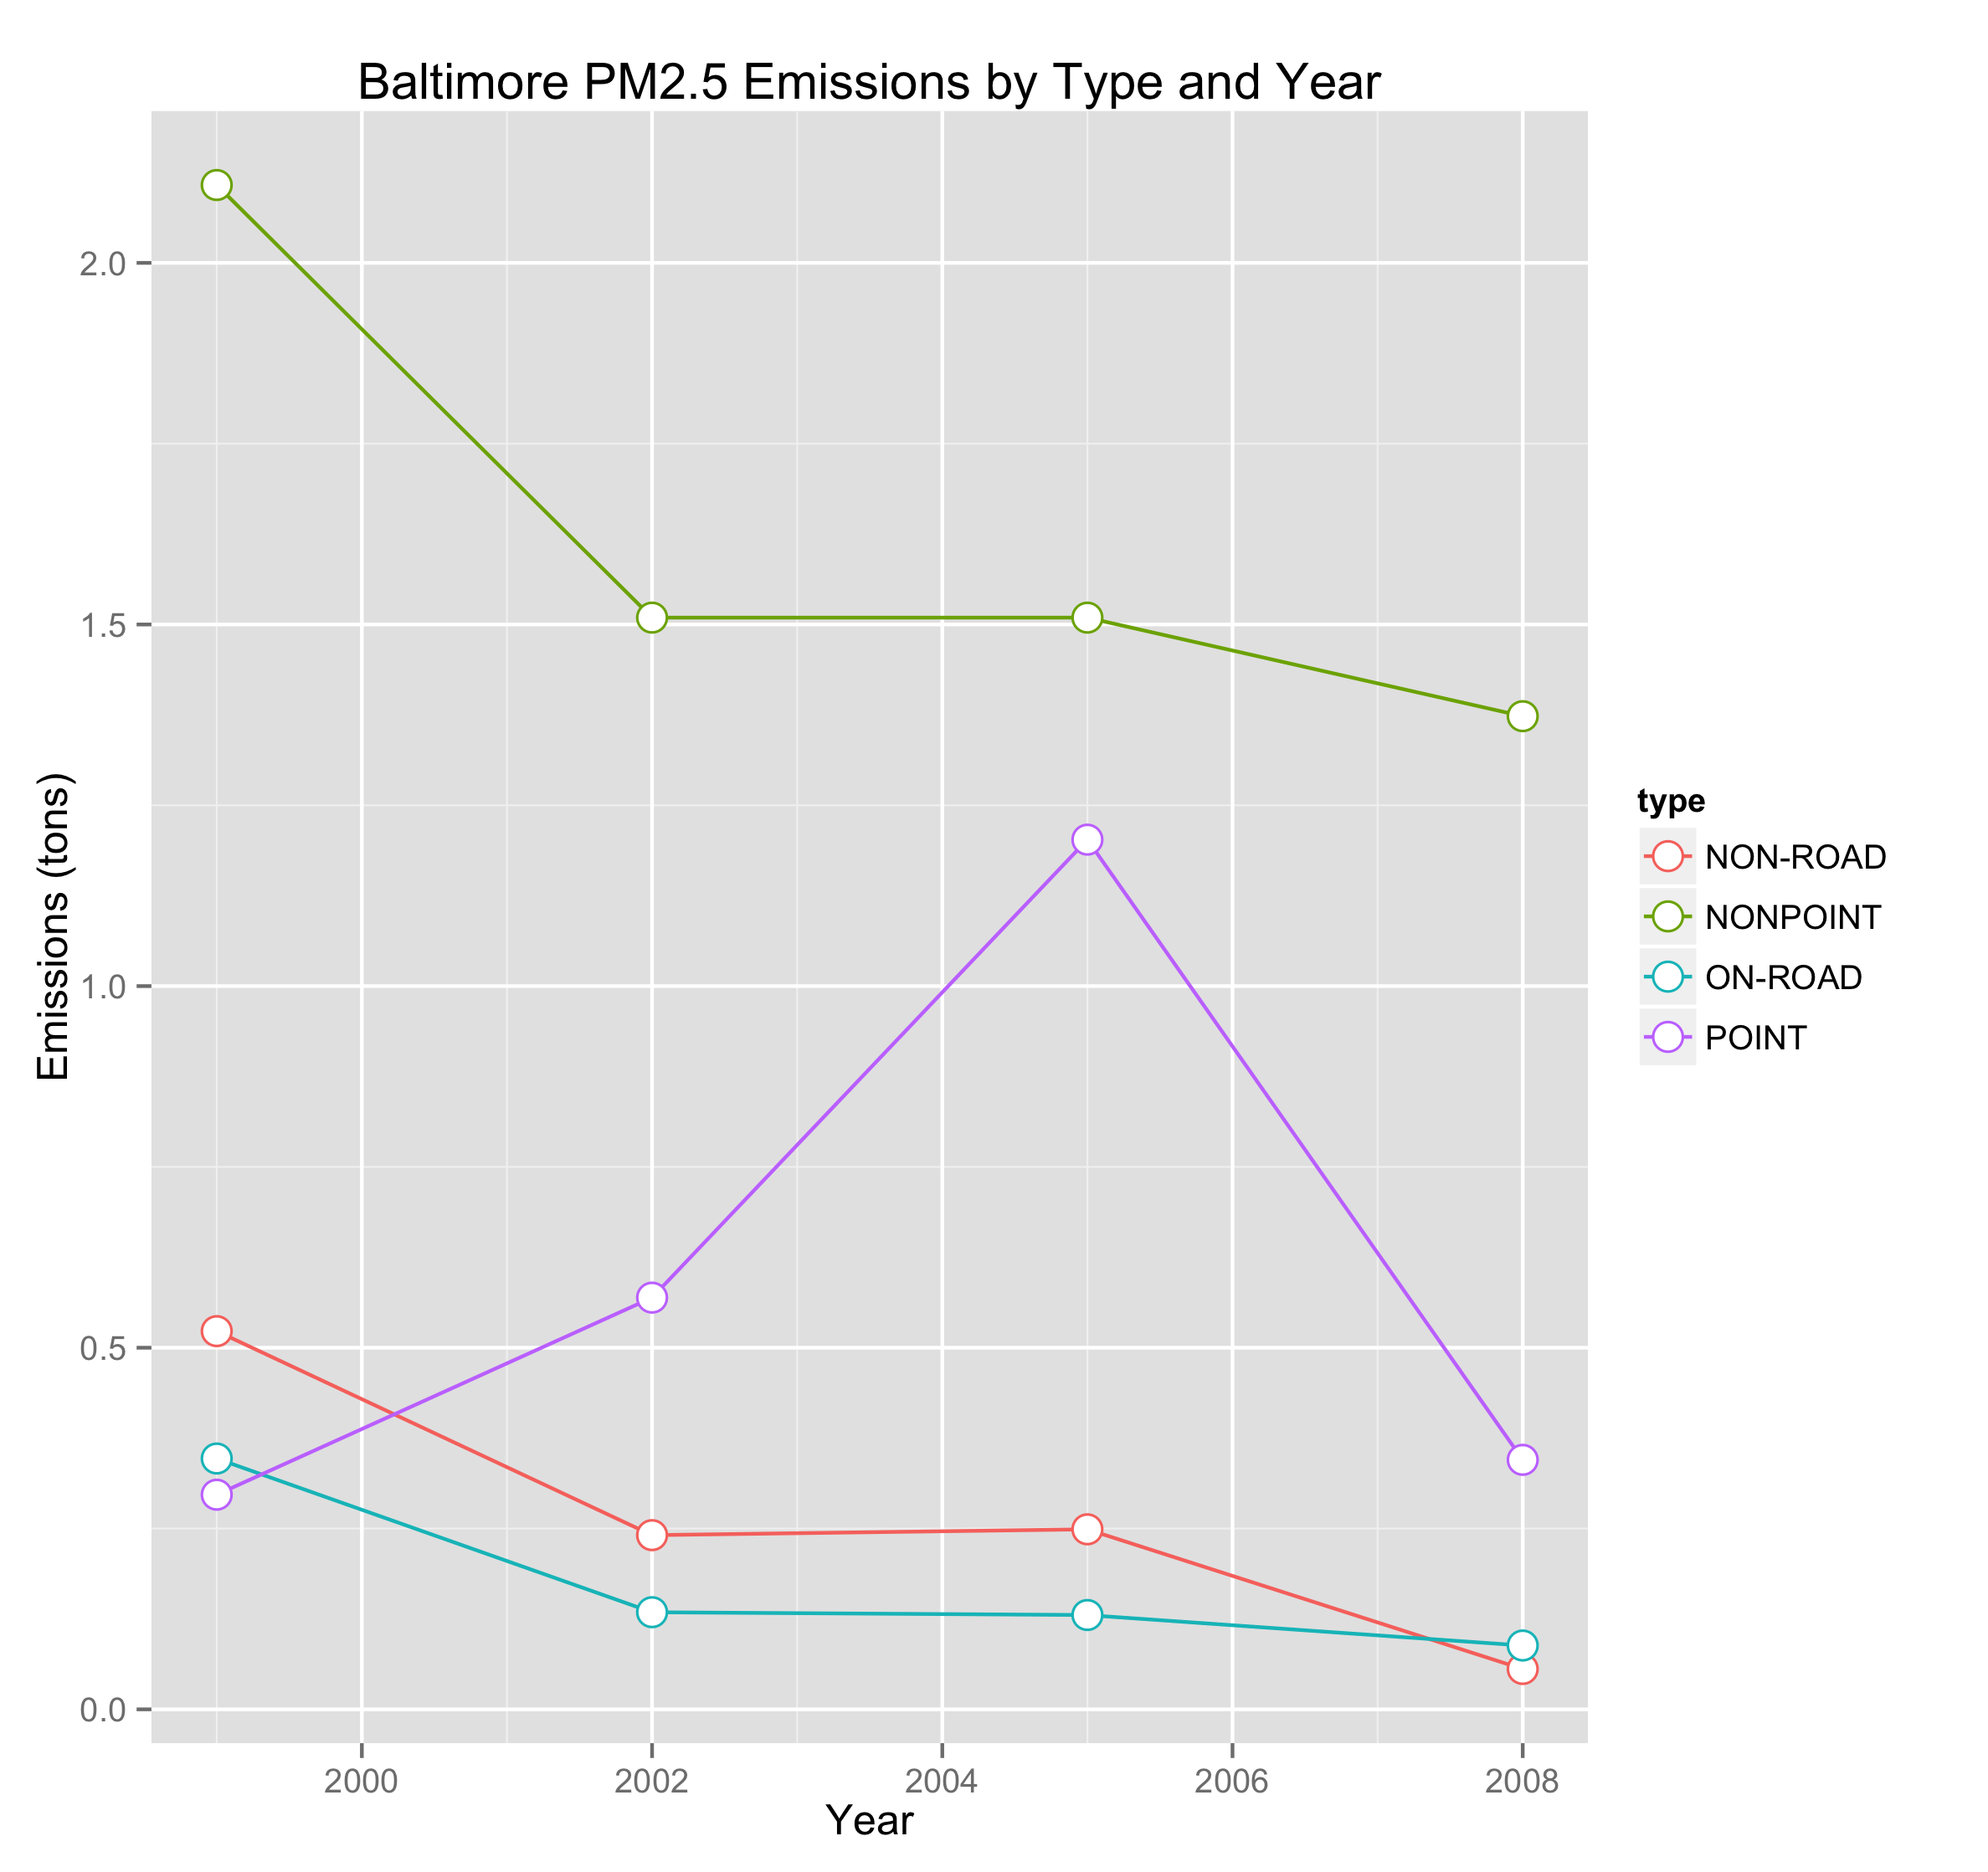 Baltimore PM2.5 Emissions by Type and Year
Emissions (tons)
2.0
1.5
1.0
0.5
0.0
2000 2002 2004 2006 2008
Year
type
NON-ROAD
NONPOINT
ON-ROAD
POINT